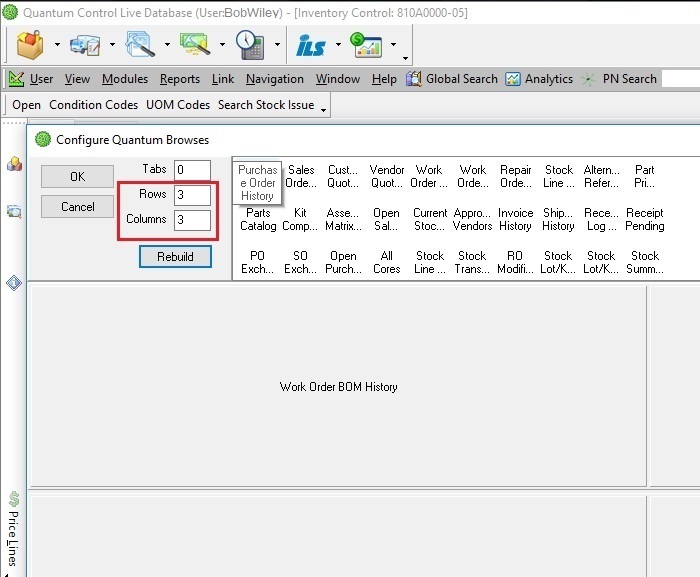 Quantum Control Live Database (User:BobWiley) - [Inventory Control: 810A0000-05]
iLS
User View Modules Reports Link Navigation Window Help Global Search Analytics PN Search
Open Condition Codes UOM Codes Search Stock Issue
Configure Quantum Browses
OK
Cancel
Tabs 0
Rows 3
Columns 3
Rebuild
Purchas Sales Cust... Vendor Work Work Repair Stock Altern... Part
e Order Orde... Quot... Quot... Order ... Orde... Orde... Line ... Refer... Pri...
History
Parts Kit Asse... Open Current Appro... Invoice Ship... Rece... Receipt
Catalog Comp... Matrix... Sal... Stoc... Vendors History History Log ... Pending
PO SO Open All Stock Stock RO Stock Stock Stock
Exch... Exch... Purch... Cores Line ... Trans... Modifi... Lot/K... Lot/K... Summ...
Work Order BOM History
Price Lines